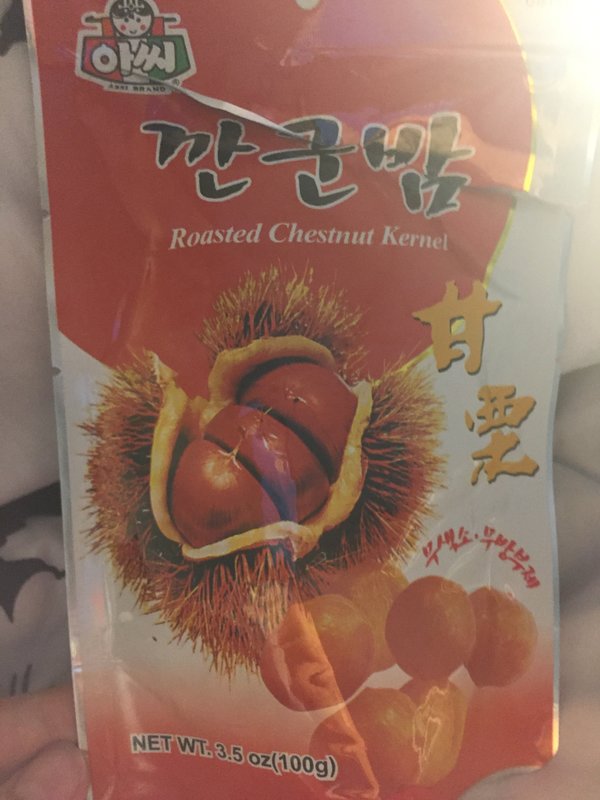 아씨
ASSI BRAND
깐군밤
Roasted Chestnut Kernel
甘
栗
무색소·무방부제
NET WT. 3.5 oz(100g)